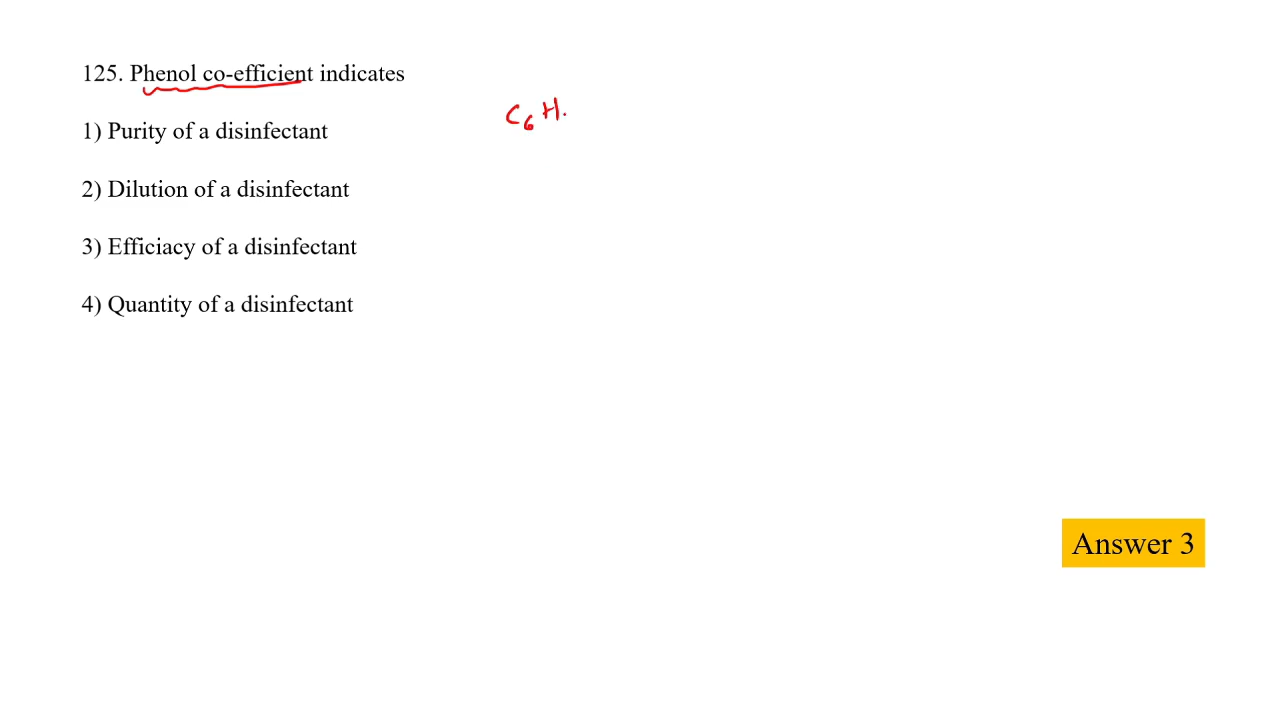 125. Phenol co-efficient indicates
C6H.
1) Purity of a disinfectant
2) Dilution of a disinfectant
3) Efficiacy of a disinfectant
4) Quantity of a disinfectant
Answer 3